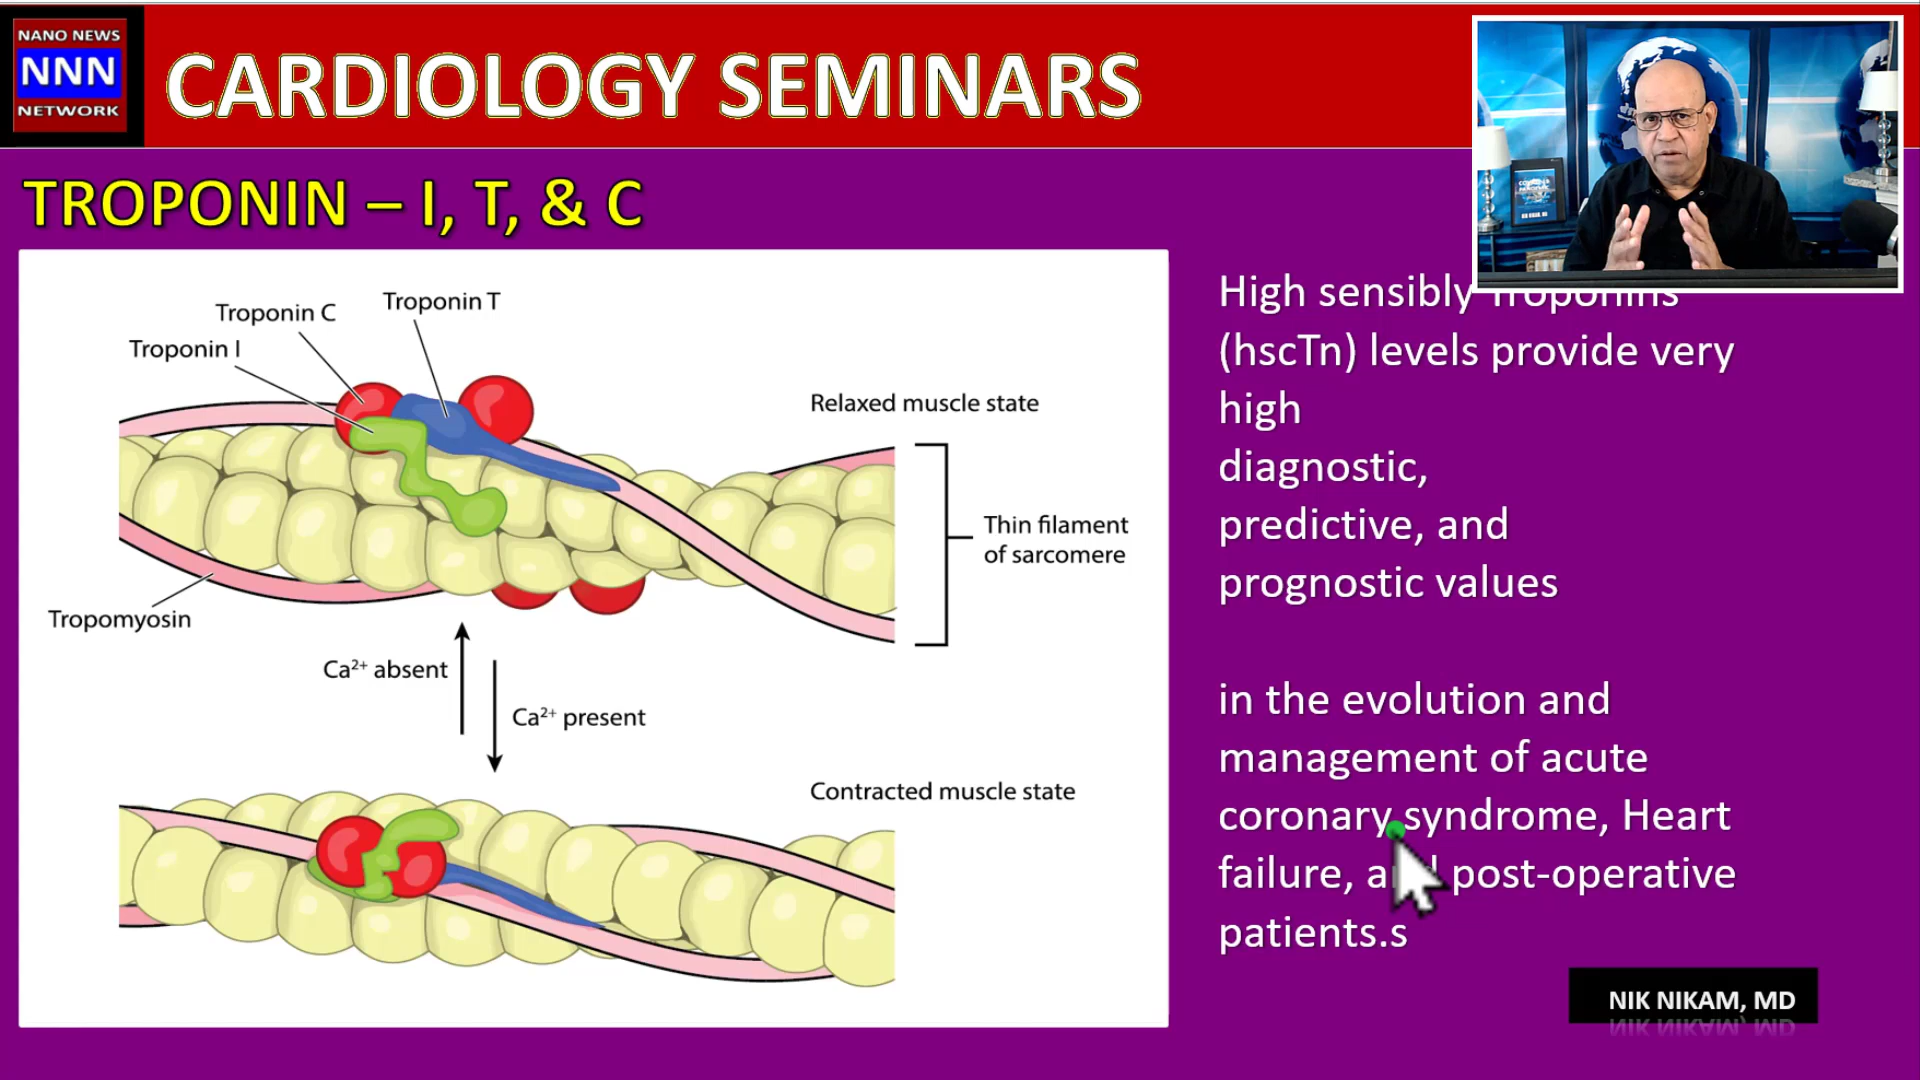 NANO NEWS
NNN
NETWORK
CARDIOLOGY SEMINARS
TROPONIN – I, T, & C
Troponin T
Troponin C
Troponin I
Relaxed muscle state
Thin filament
of sarcomere
Tropomyosin
Ca²⁺ absent
Ca²⁺ present
Contracted muscle state
High sensibly Troponins
(hscTn) levels provide very
high
diagnostic,
predictive, and
prognostic values
in the evolution and
management of acute
coronary syndrome, Heart
failure, and post-operative
patients.s
NIK NIKAM, MD